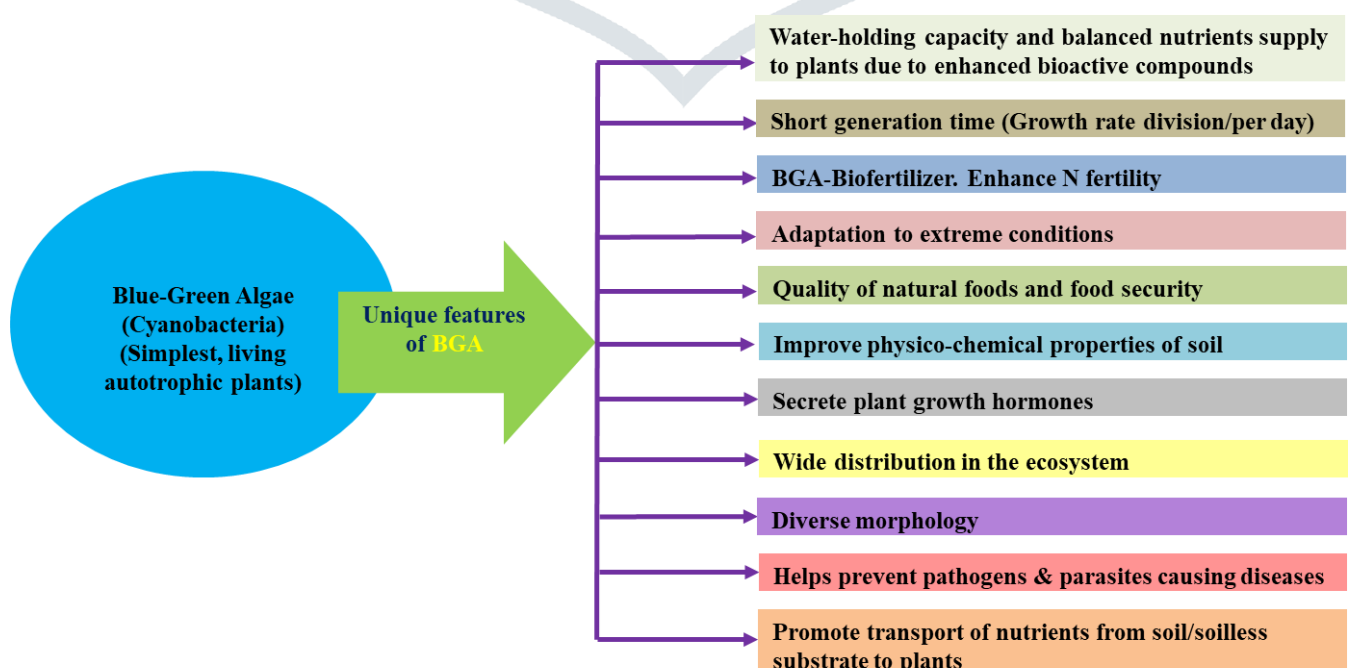 Blue-Green Algae
(Cyanobacteria)
(Simplest, living
autotrophic plants)
Unique features
of BGA
Water-holding capacity and balanced nutrients supply
to plants due to enhanced bioactive compounds
Short generation time (Growth rate division/per day)
BGA-Biofertilizer. Enhance N fertility
Adaptation to extreme conditions
Quality of natural foods and food security
Improve physico-chemical properties of soil
Secrete plant growth hormones
Wide distribution in the ecosystem
Diverse morphology
Helps prevent pathogens & parasites causing diseases
Promote transport of nutrients from soil/soilless
substrate to plants